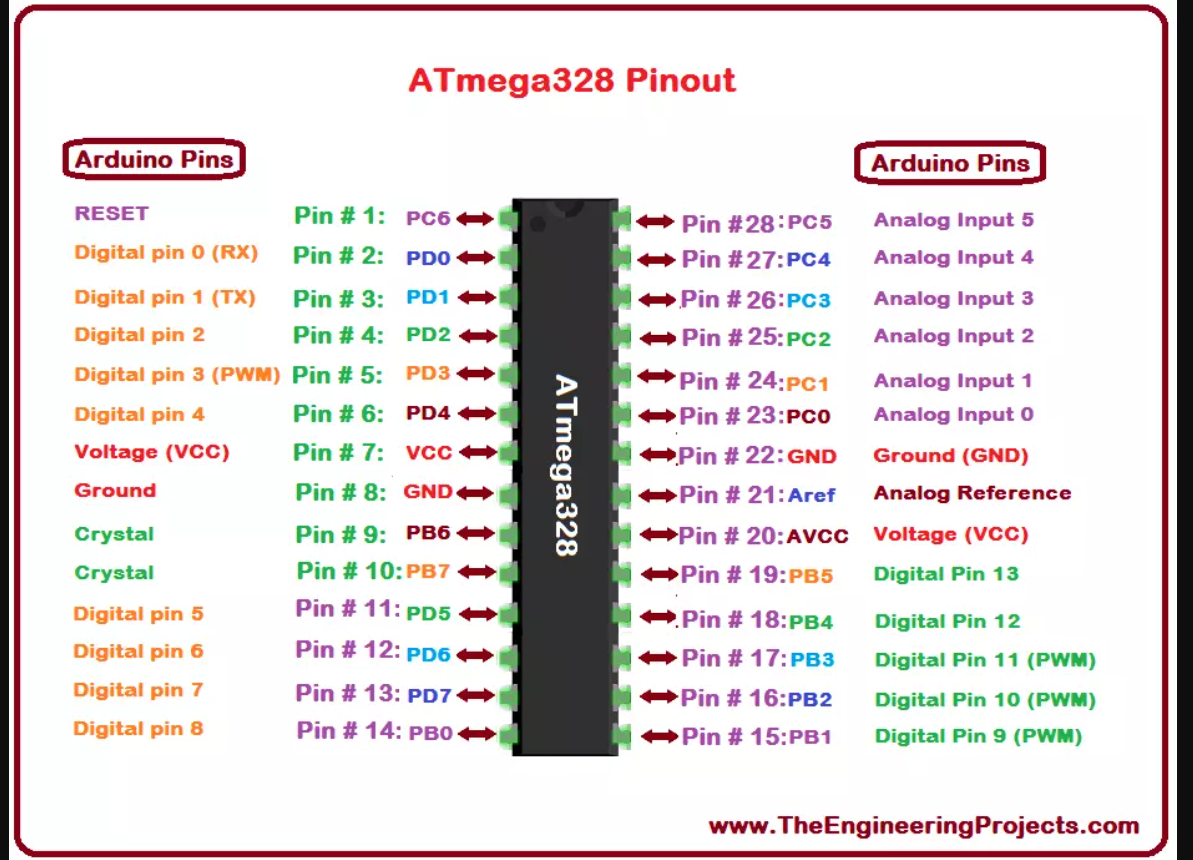 ATmega328 Pinout
Arduino Pins
Arduino Pins
RESET Pin # 1: PC6 Pin #28:PC5 Analog Input 5
Digital pin 0 (RX) Pin # 2: PD0 Pin #27:PC4 Analog Input 4
Digital pin 1 (TX) Pin # 3: PD1 Pin #26:PC3 Analog Input 3
Digital pin 2 Pin # 4: PD2 Pin # 25:PC2 Analog Input 2
Digital pin 3 (PWM) Pin # 5: PD3 Pin # 24:PC1 Analog Input 1
Digital pin 4 Pin # 6: PD4 Pin # 23:PC0 Analog Input 0
Voltage (VCC) Pin # 7: VCC Pin # 22:GND Ground (GND)
Ground Pin # 8: GND Pin # 21:Aref Analog Reference
Crystal Pin # 9: PB6 Pin # 20:AVCC Voltage (VCC)
Crystal Pin # 10:PB7 Pin # 19:PB5 Digital Pin 13
Digital pin 5 Pin # 11: PD5 Pin # 18:PB4 Digital Pin 12
Digital pin 6 Pin # 12: PD6 Pin # 17:PB3 Digital Pin 11 (PWM)
Digital pin 7 Pin # 13: PD7 Pin # 16:PB2 Digital Pin 10 (PWM)
Digital pin 8 Pin # 14: PB0 Pin # 15:PB1 Digital Pin 9 (PWM)
ATmega328
www.TheEngineeringProjects.com